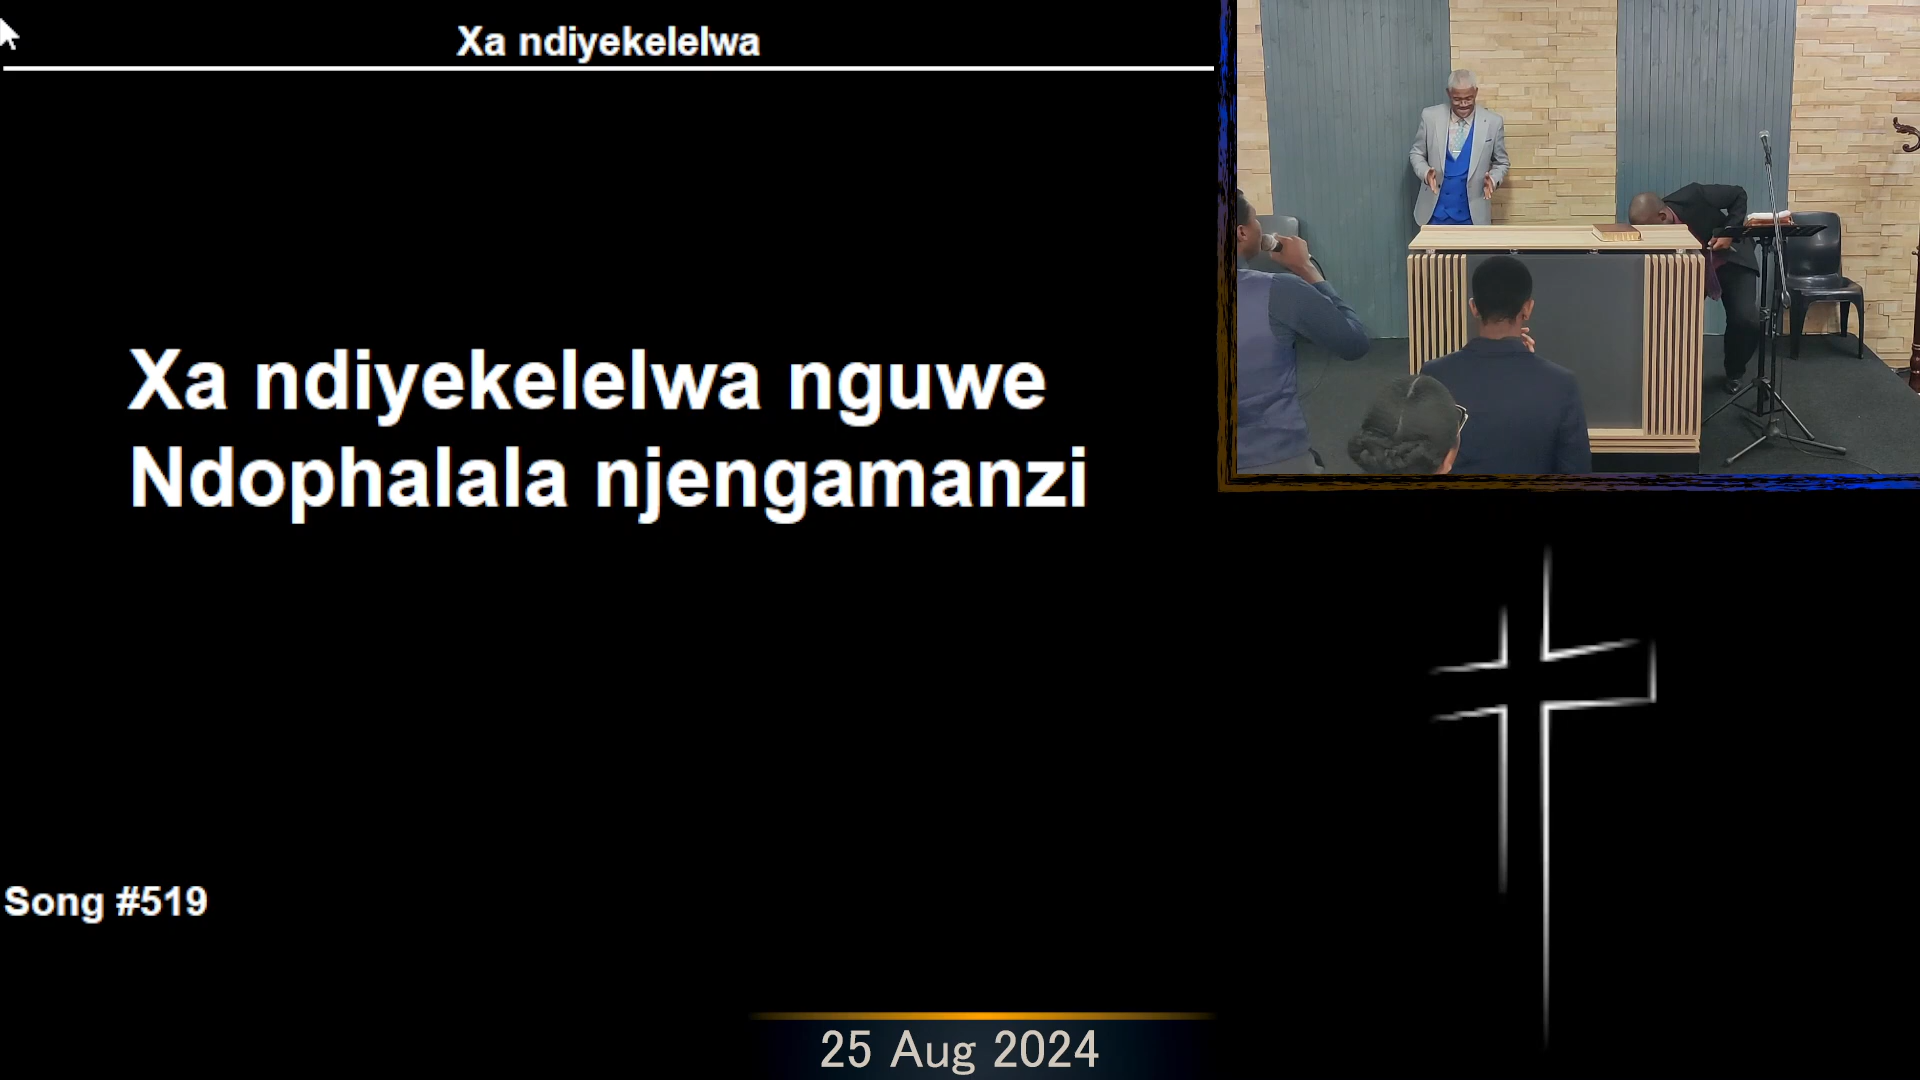 Xa ndiyekelelwa
Xa ndiyekelelwa nguwe
Ndophalala njengamanzi
Song #519
25 Aug 2024